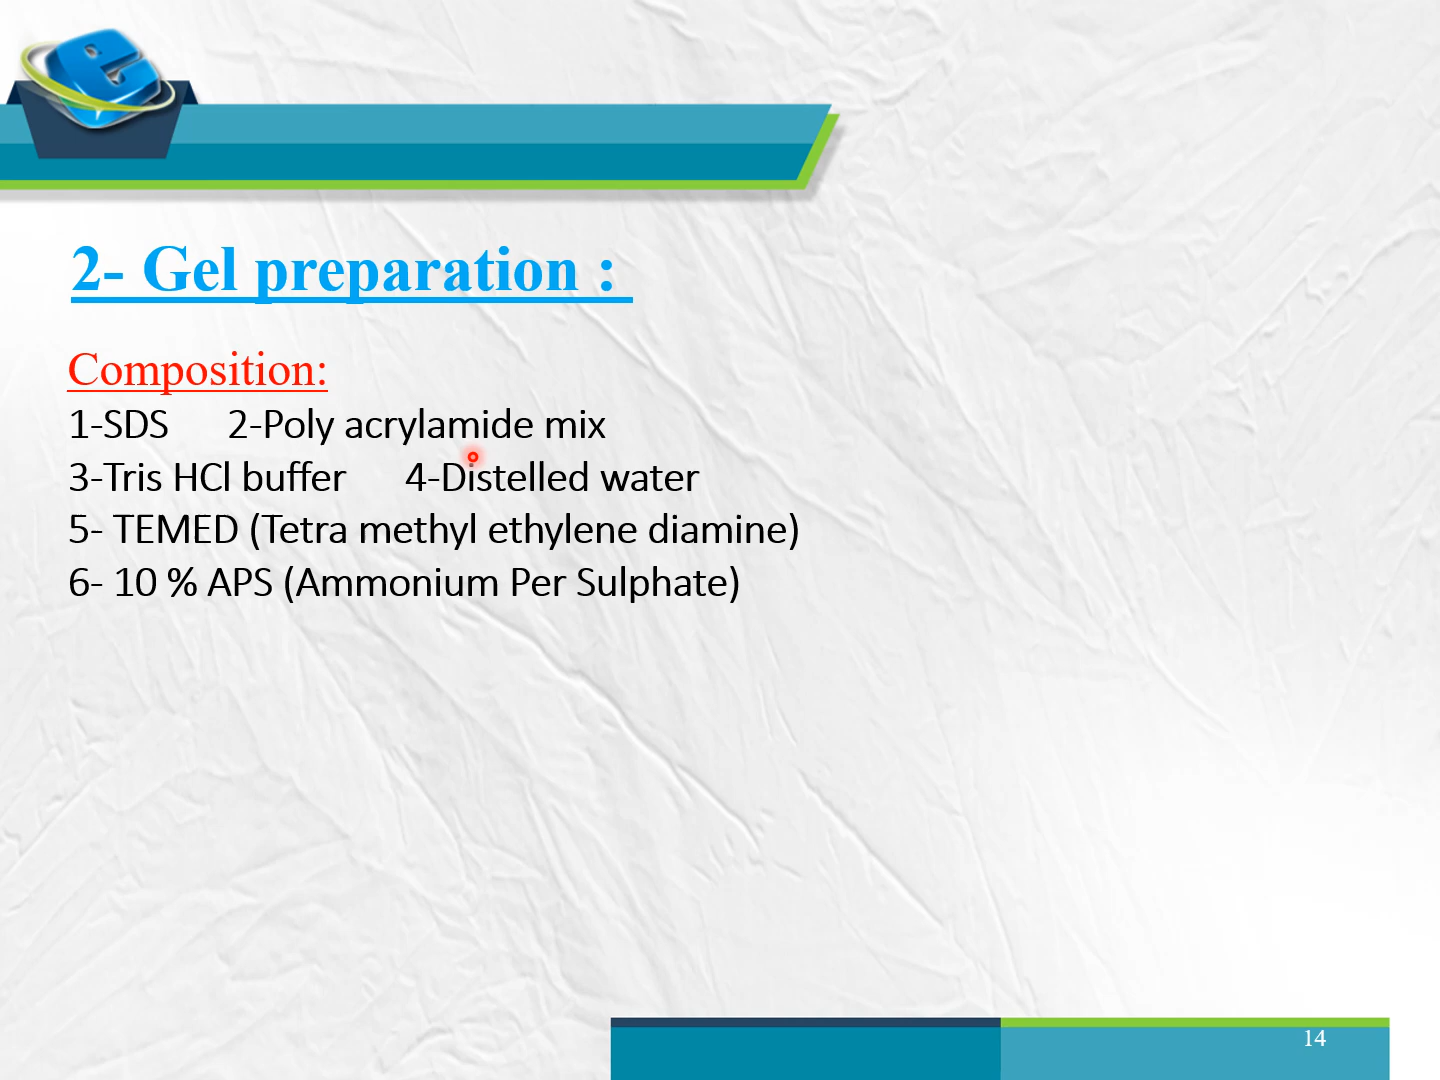 2- Gel preparation :
Composition:
1-SDS 2-Poly acrylamide mix
3-Tris HCl buffer 4-Distelled water
5- TEMED (Tetra methyl ethylene diamine)
6- 10 % APS (Ammonium Per Sulphate)
14